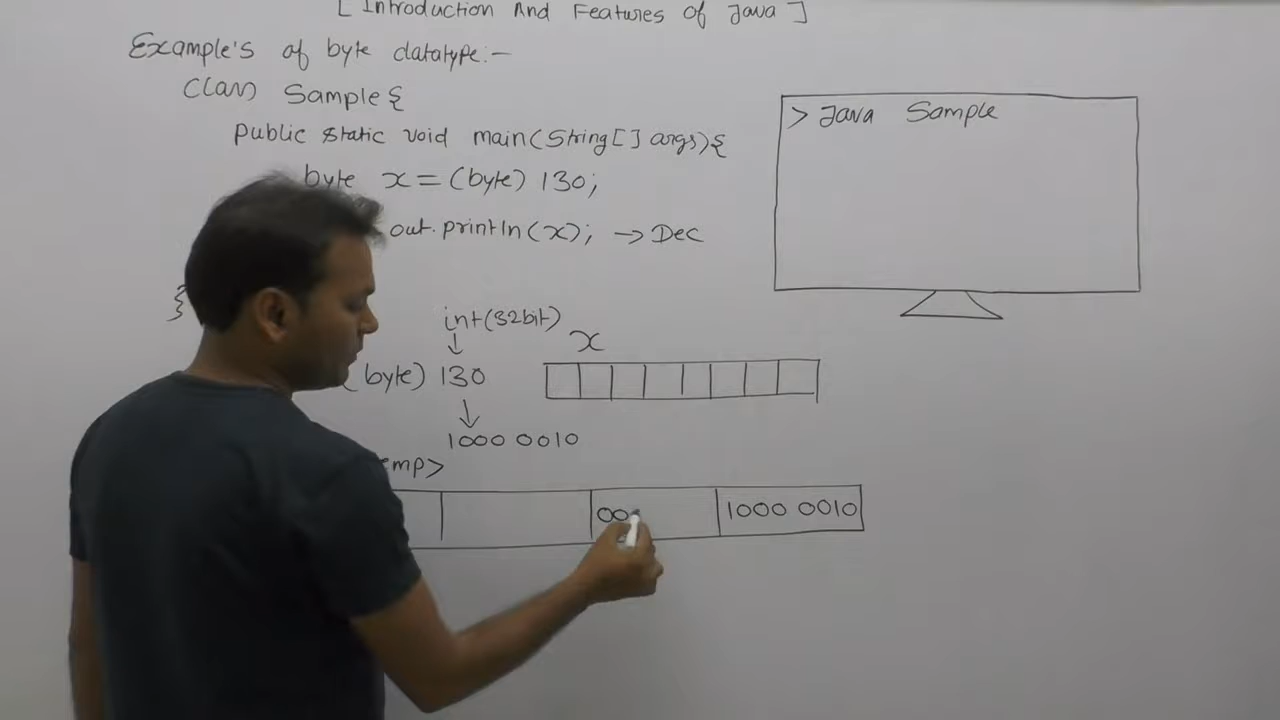 [ Introduction And Features of Java ]
Example's of byte datatype:-
Class Sample {
public static void main(String[] args){
byte x = (byte) 130;
out.println(x); → Dec
}
int(32bit)
x
(byte) 130
1000 0010
emp>
00 1000 0010
> Java Sample